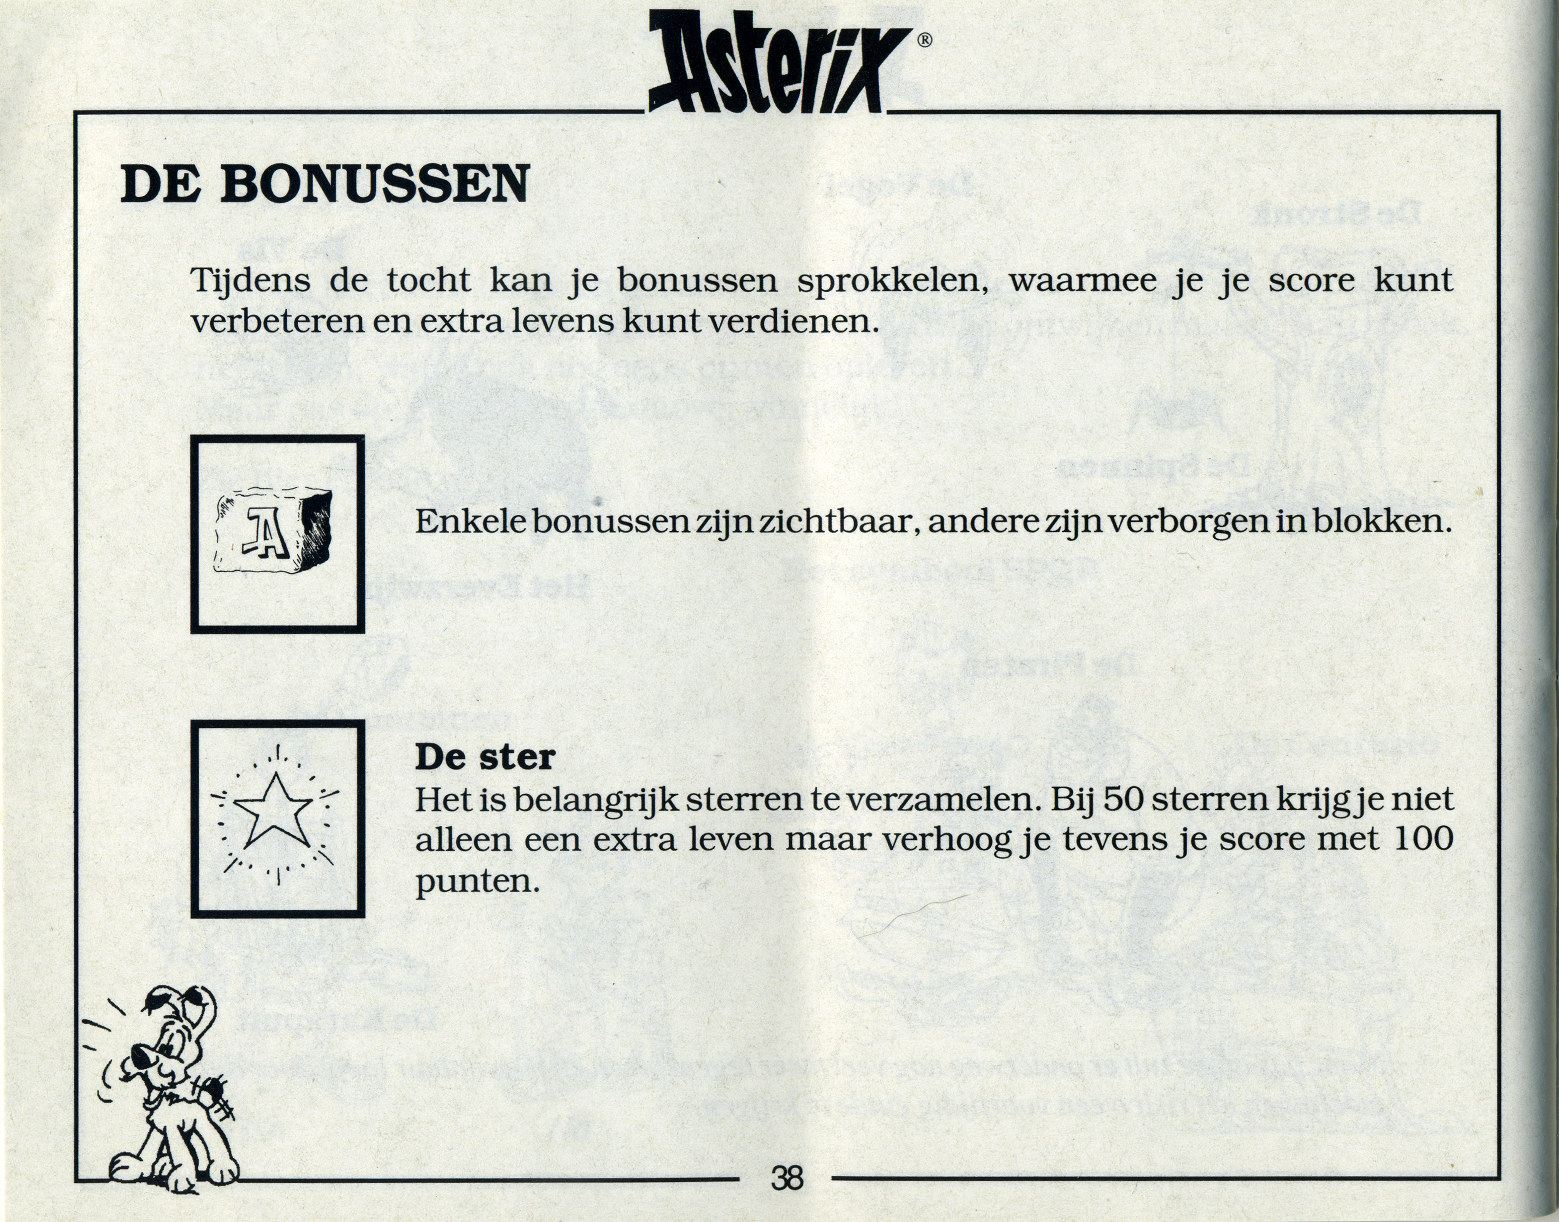 Asterix®
DE BONUSSEN
Tijdens de tocht kan je bonussen sprokkelen, waarmee je je score kunt
verbeteren en extra levens kunt verdienen.
A
Enkele bonussen zijn zichtbaar, andere zijn verborgen in blokken.
De ster
Het is belangrijk sterren te verzamelen. Bij 50 sterren krijg je niet
alleen een extra leven maar verhoog je tevens je score met 100
punten.
38